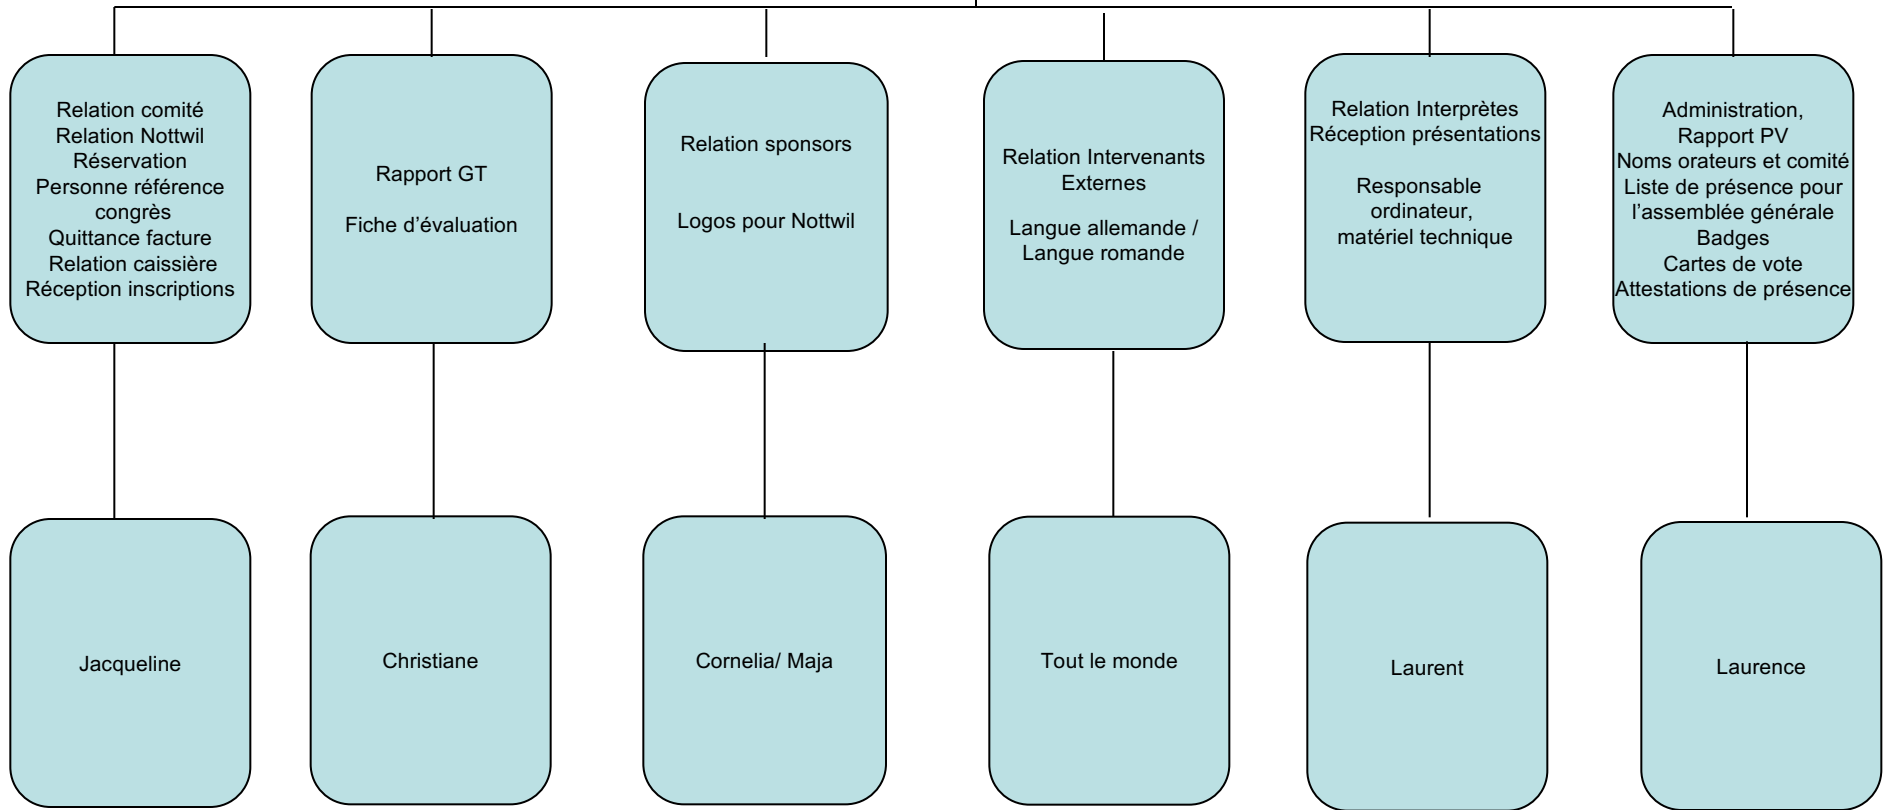 Relation comité
Relation Nottwil
Réservation
Personne référence
congrès
Quittance facture
Relation caissière
Réception inscriptions
Rapport GT
Fiche d’évaluation
Relation sponsors
Logos pour Nottwil
Relation Intervenants
Externes
Langue allemande /
Langue romande
Relation Interprètes
Réception présentations
Responsable
ordinateur,
matériel technique
Administration,
Rapport PV
Noms orateurs et comité
Liste de présence pour
l’assemblée générale
Badges
Cartes de vote
Attestations de présence
Jacqueline
Christiane
Cornelia/ Maja
Tout le monde
Laurent
Laurence